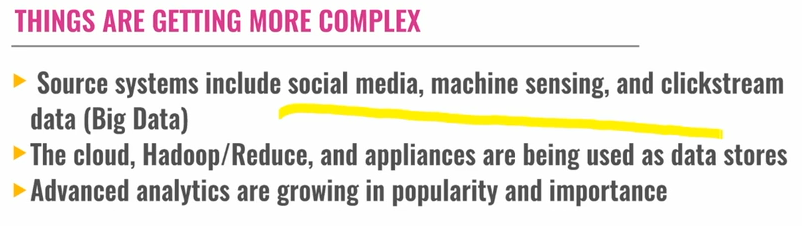 THINGS ARE GETTING MORE COMPLEX
Source systems include social media, machine sensing, and clickstream
data (Big Data)
The cloud, Hadoop/Reduce, and appliances are being used as data stores
Advanced analytics are growing in popularity and importance